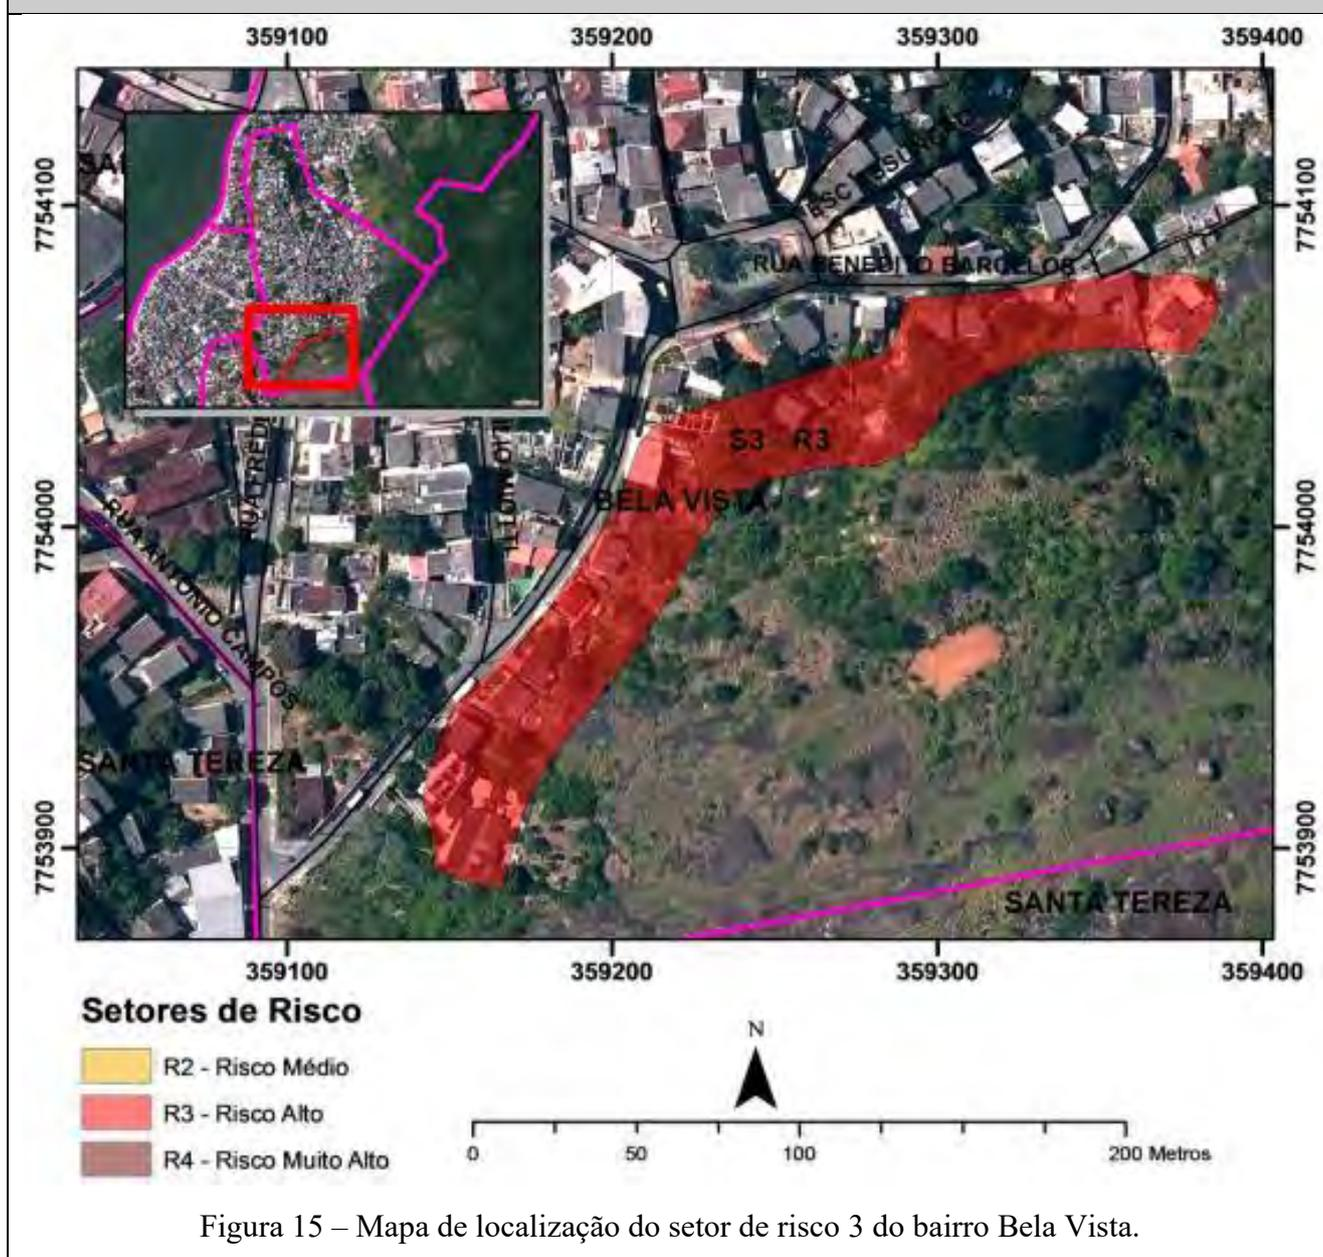 359100 359200 359300 359400
7754100
7754100
RUA BENEDITO BARCELOS
S3 - R3
BELA VISTA
7754000
7754000
RUA ANTONIO CAMPOS
SANTA TEREZA
7753900
7753900
SANTA TEREZA
359100 359200 359300 359400
Setores de Risco
R2 - Risco Médio
R3 - Risco Alto
R4 - Risco Muito Alto
N
0 50 100 200 Metros
Figura 15 – Mapa de localização do setor de risco 3 do bairro Bela Vista.